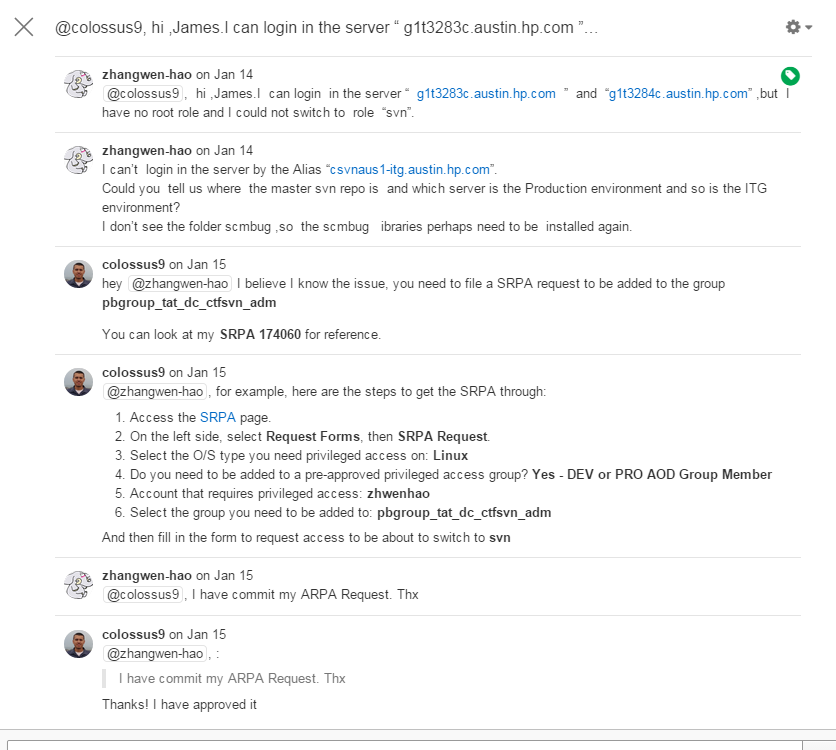 @colossus9, hi ,James.I can login in the server “ g1t3283c.austin.hp.com ”…
zhangwen-hao on Jan 14
@colossus9, hi ,James.I can login in the server “ g1t3283c.austin.hp.com ” and “g1t3284c.austin.hp.com” ,but I
have no root role and I could not switch to role “svn”.
zhangwen-hao on Jan 14
I can’t login in the server by the Alias “csvnaus1-itg.austin.hp.com”.
Could you tell us where the master svn repo is and which server is the Production environment and so is the ITG
environment?
I don’t see the folder scmbug ,so the scmbug ibraries perhaps need to be installed again.
colossus9 on Jan 15
hey @zhangwen-hao I believe I know the issue, you need to file a SRPA request to be added to the group
pbgroup_tat_dc_ctfsvn_adm
You can look at my SRPA 174060 for reference.
colossus9 on Jan 15
@zhangwen-hao, for example, here are the steps to get the SRPA through:
1. Access the SRPA page.
2. On the left side, select Request Forms, then SRPA Request.
3. Select the O/S type you need privileged access on: Linux
4. Do you need to be added to a pre-approved privileged access group? Yes - DEV or PRO AOD Group Member
5. Account that requires privileged access: zhwenhao
6. Select the group you need to be added to: pbgroup_tat_dc_ctfsvn_adm
And then fill in the form to request access to be about to switch to svn
zhangwen-hao on Jan 15
@colossus9, I have commit my ARPA Request. Thx
colossus9 on Jan 15
@zhangwen-hao, :
I have commit my ARPA Request. Thx
Thanks! I have approved it